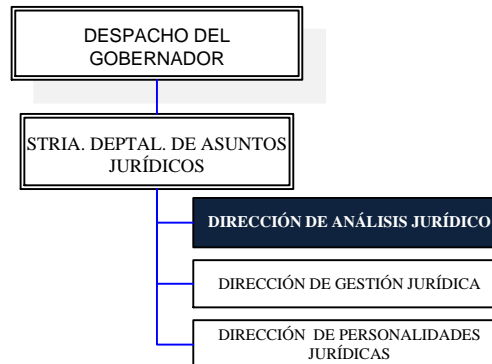 DESPACHO DEL
GOBERNADOR
STRIA. DEPTAL. DE ASUNTOS
JURÍDICOS
DIRECCIÓN DE ANÁLISIS JURÍDICO
DIRECCIÓN DE GESTIÓN JURÍDICA
DIRECCIÓN DE PERSONALIDADES
JURÍDICAS